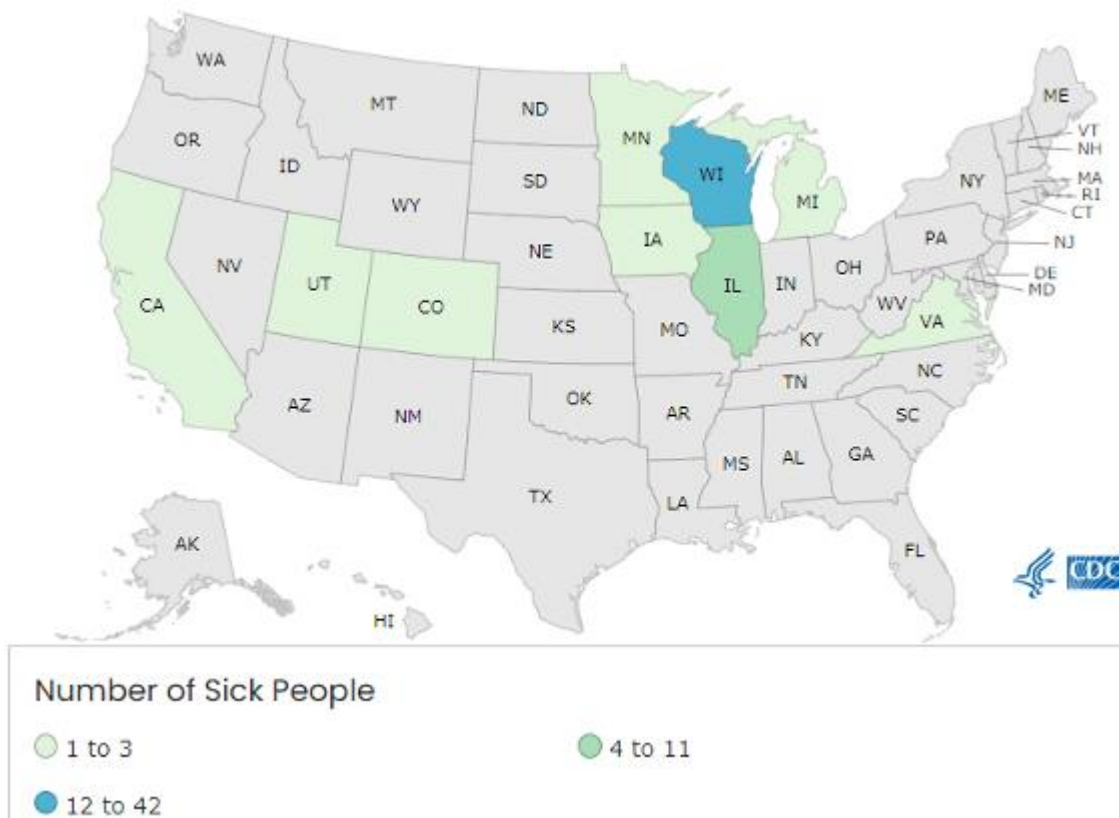 WA
MT
ND
MN
ME
VT
NH
OR
ID
SD
WI
NY
MA
RI
CT
WY
MI
IA
PA
NJ
NE
NV
UT
CO
IL
IN
OH
DE
MD
CA
KS
MO
WV
VA
KY
NC
TN
AZ
NM
OK
AR
SC
MS
AL
GA
TX
LA
AK
FL
CDC
HI
Number of Sick People
1 to 3
4 to 11
12 to 42